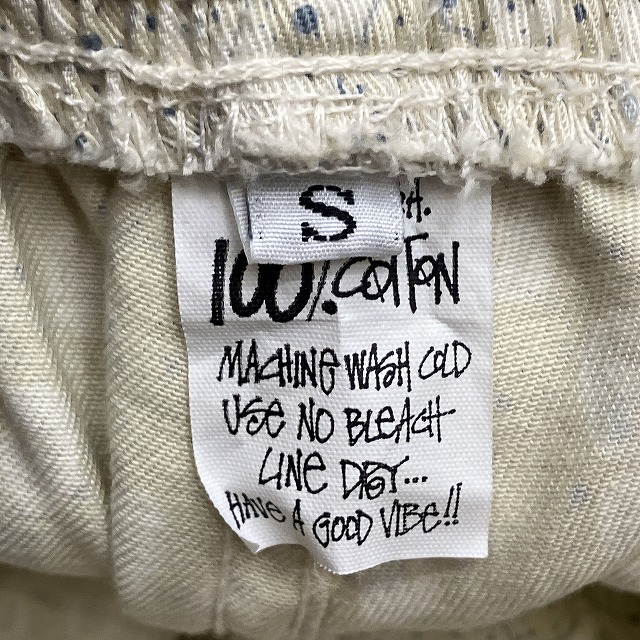 S
100% COTTON
MACHINE WASH COLD
USE NO BLEACH
LINE DRY...
HAVE A GOOD VIBE!!